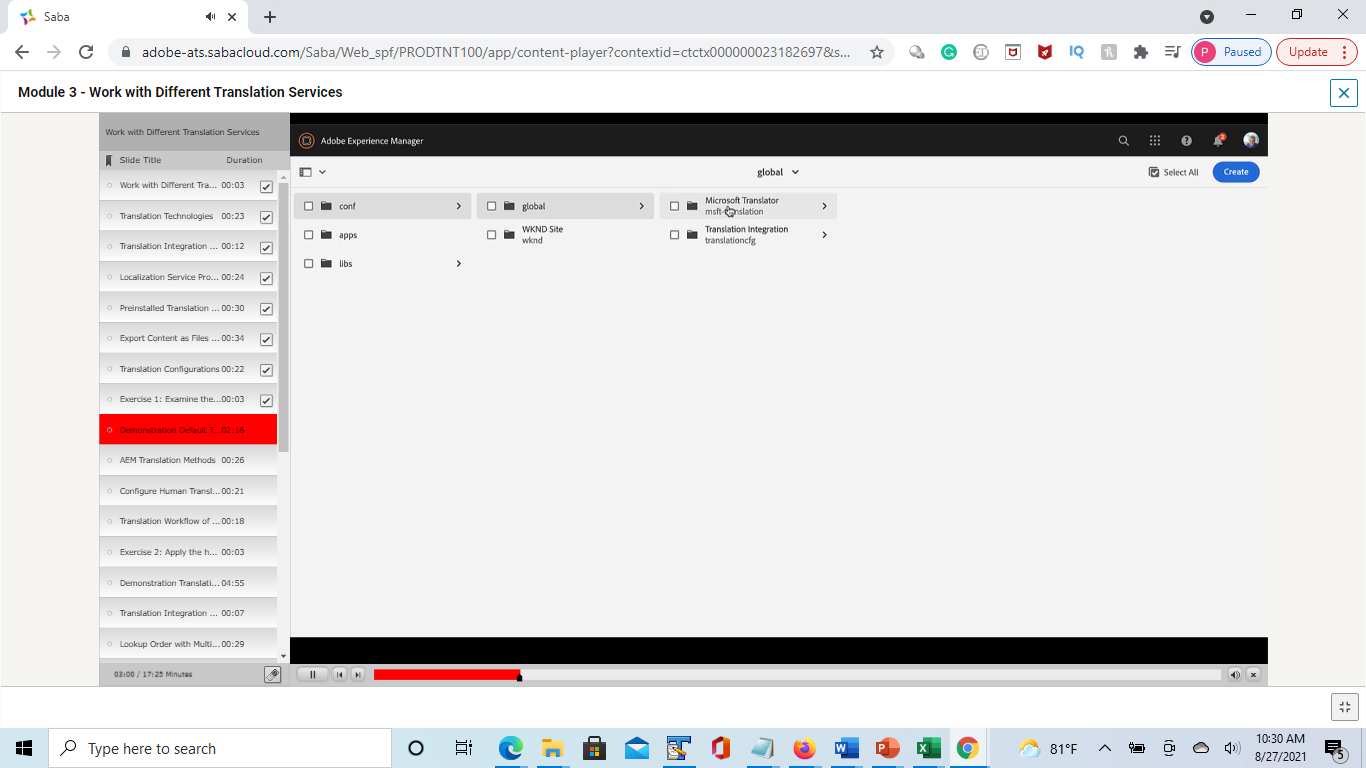 Saba
adobe-ats.sabacloud.com/Saba/Web_spf/PRODTNT100/app/content-player?contextid=ctctx0000000231826978&s...
P Paused
Update
Module 3 - Work with Different Translation Services
Work with Different Translation Services
Slide Title Duration
Work with Different Tra... 00:03
Translation Technologies 00:23
Translation Integration ... 00:12
Localization Service Pro... 00:24
Preinstalled Translation ... 00:30
Export Content as Files ... 00:34
Translation Configurations 00:22
Exercise 1: Examine the... 00:03
Demonstration Default T... 02:16
AEM Translation Methods 00:26
Configure Human Transl... 00:21
Translation Workflow of ... 00:18
Exercise 2: Apply the h... 00:03
Demonstration Translati... 04:55
Translation Integration ... 00:07
Lookup Order with Multi... 00:29
03:00 / 17:25 Minutes
Adobe Experience Manager
2
global
Select All
Create
conf
apps
libs
global
WKND Site
wknd
Microsoft Translator
msft-translation
Translation Integration
translationcfg
Type here to search
81°F
10:30 AM
8/27/2021
5